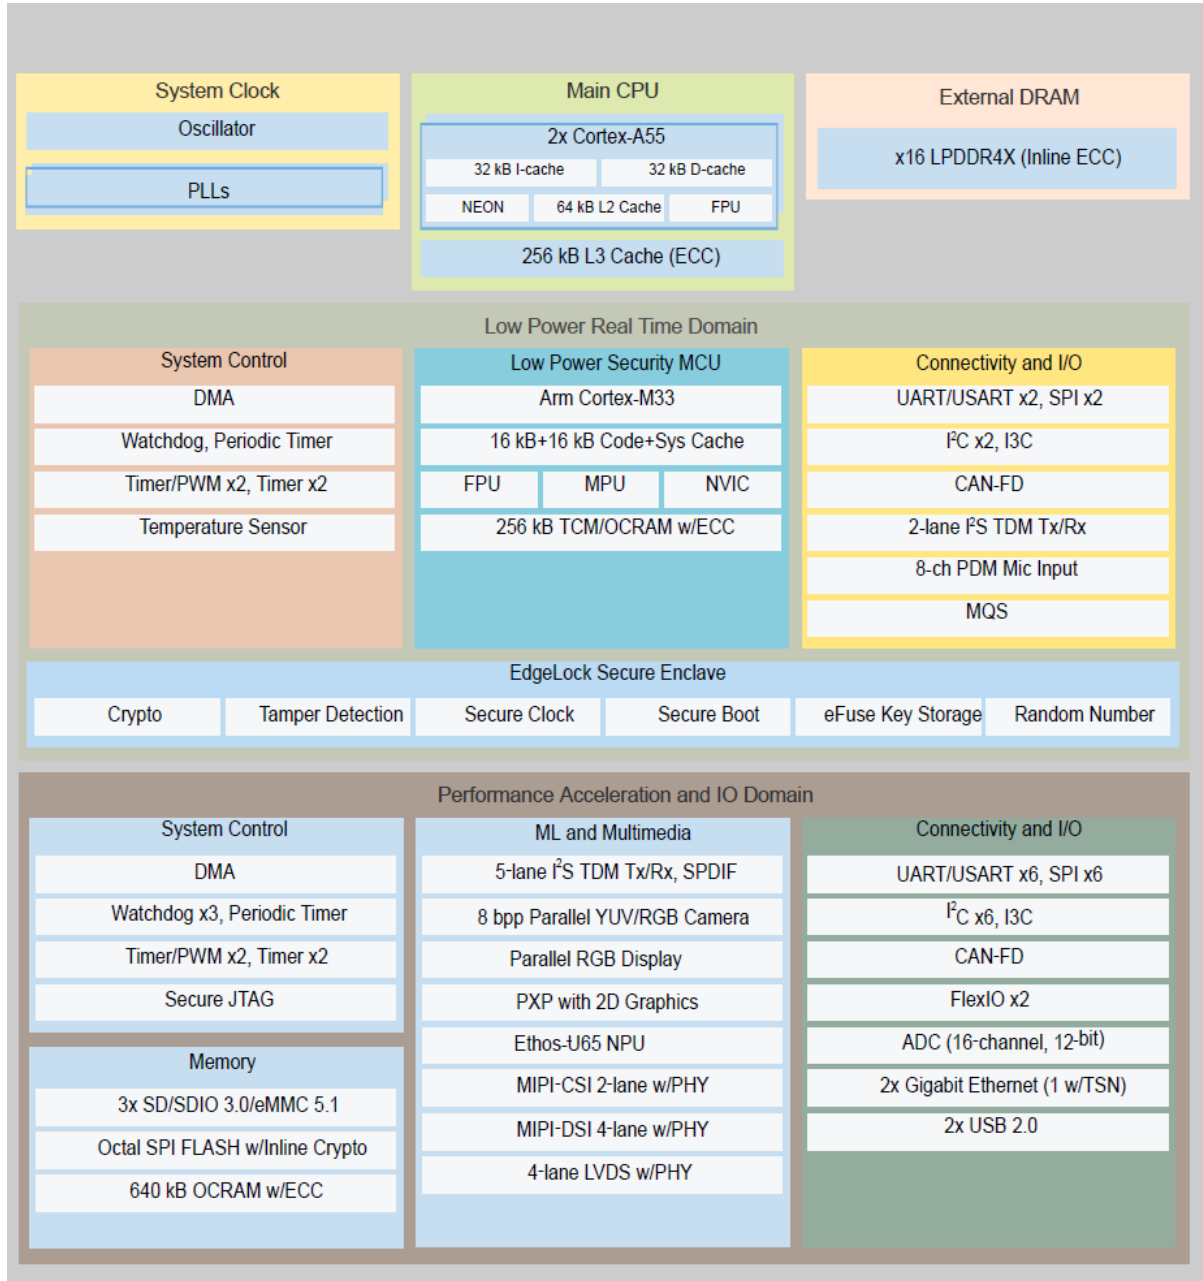 System Clock
Oscillator
PLLs
Main CPU
2x Cortex-A55
32 kB I-cache
32 kB D-cache
NEON
64 kB L2 Cache
FPU
256 kB L3 Cache (ECC)
External DRAM
x16 LPDDR4X (Inline ECC)
Low Power Real Time Domain
System Control
DMA
Watchdog, Periodic Timer
Timer/PWM x2, Timer x2
Temperature Sensor
Low Power Security MCU
Arm Cortex-M33
16 kB+16 kB Code+Sys Cache
FPU
MPU
NVIC
256 kB TCM/OCRAM w/ECC
Connectivity and I/O
UART/USART x2, SPI x2
I²C x2, I3C
CAN-FD
2-lane I²S TDM Tx/Rx
8-ch PDM Mic Input
MQS
EdgeLock Secure Enclave
Crypto
Tamper Detection
Secure Clock
Secure Boot
eFuse Key Storage
Random Number
Performance Acceleration and IO Domain
System Control
DMA
Watchdog x3, Periodic Timer
Timer/PWM x2, Timer x2
Secure JTAG
Memory
3x SD/SDIO 3.0/eMMC 5.1
Octal SPI FLASH w/Inline Crypto
640 kB OCRAM w/ECC
ML and Multimedia
5-lane I²S TDM Tx/Rx, SPDIF
8 bpp Parallel YUV/RGB Camera
Parallel RGB Display
PXP with 2D Graphics
Ethos-U65 NPU
MIPI-CSI 2-lane w/PHY
MIPI-DSI 4-lane w/PHY
4-lane LVDS w/PHY
Connectivity and I/O
UART/USART x6, SPI x6
I²C x6, I3C
CAN-FD
FlexIO x2
ADC (16-channel, 12-bit)
2x Gigabit Ethernet (1 w/TSN)
2x USB 2.0